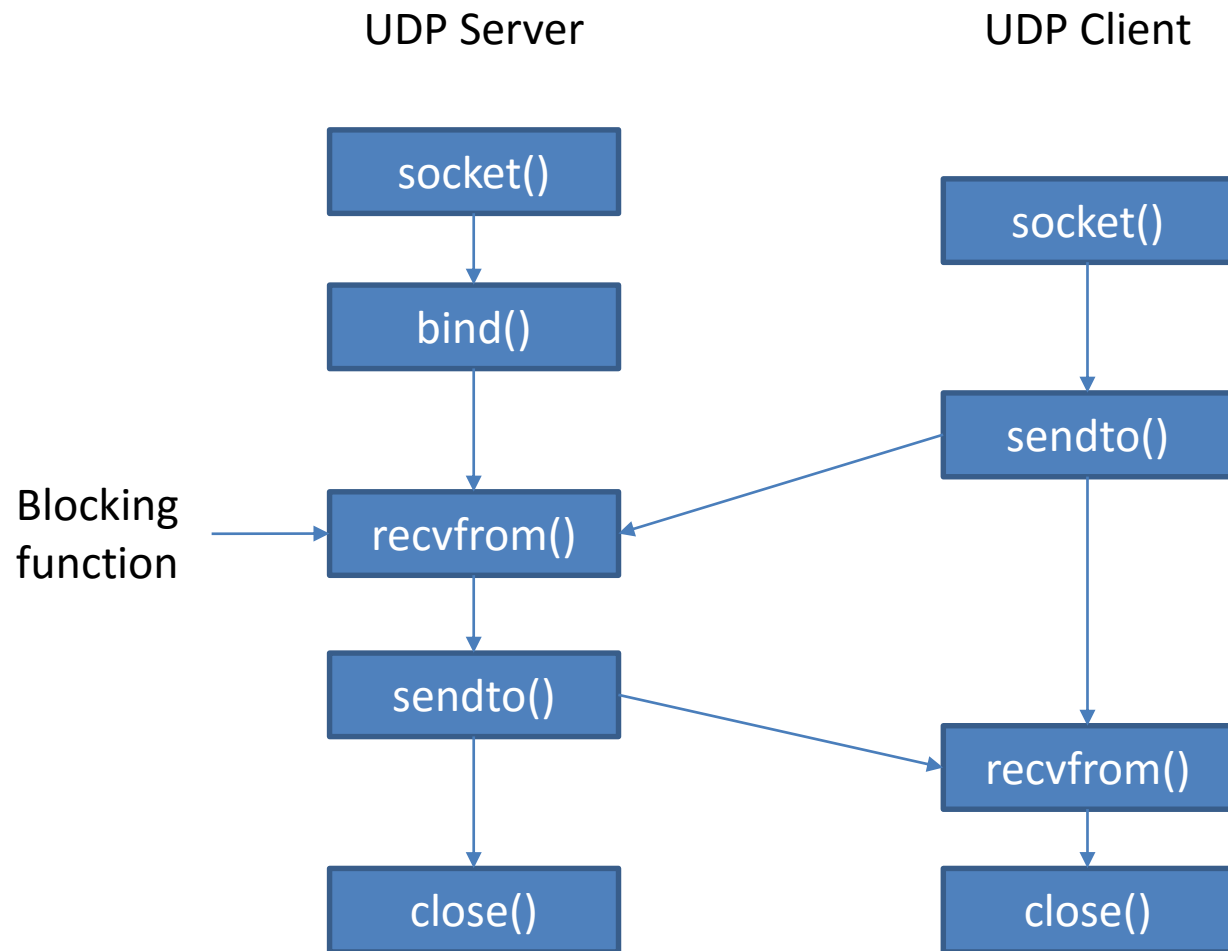 UDP Server
UDP Client
socket()
socket()
bind()
sendto()
Blocking
function
recvfrom()
sendto()
recvfrom()
close()
close()